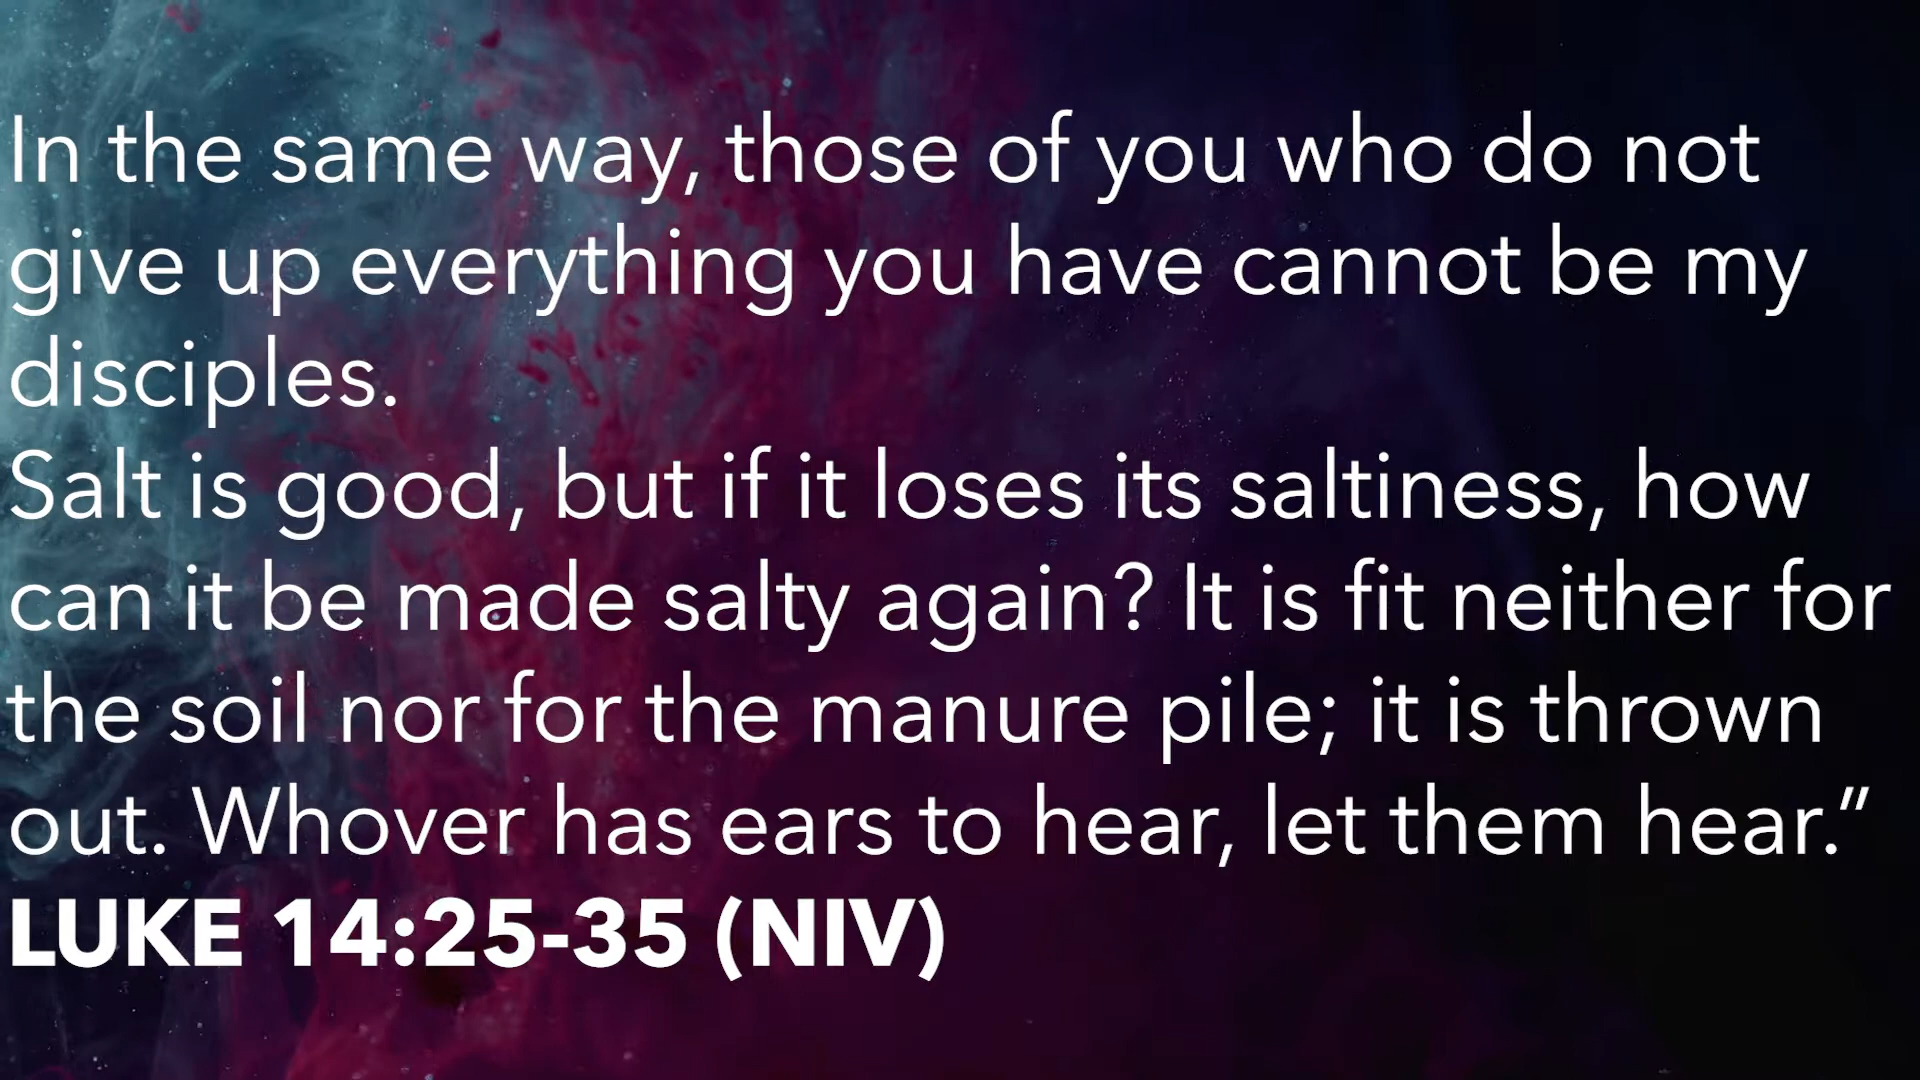 In the same way, those of you who do not
give up everything you have cannot be my
disciples.
Salt is good, but if it loses its saltiness, how
can it be made salty again? It is fit neither for
the soil nor for the manure pile; it is thrown
out. Whover has ears to hear, let them hear.”
LUKE 14:25-35 (NIV)